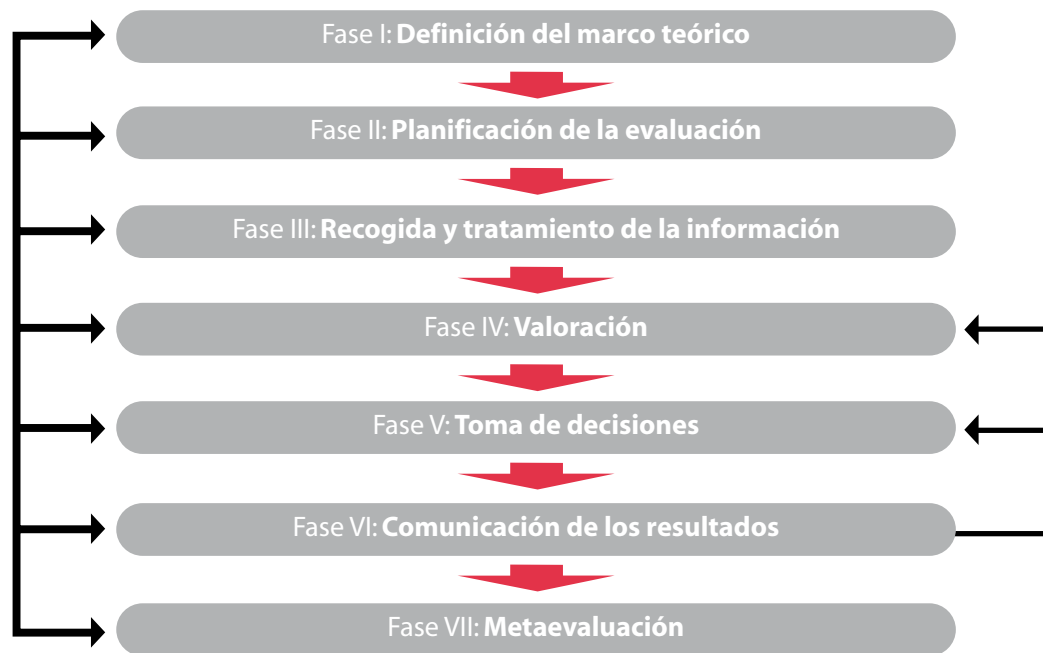 Fase I: Definición del marco teórico
Fase II: Planificación de la evaluación
Fase III: Recogida y tratamiento de la información
Fase IV: Valoración
Fase V: Toma de decisiones
Fase VI: Comunicación de los resultados
Fase VII: Metaevaluación